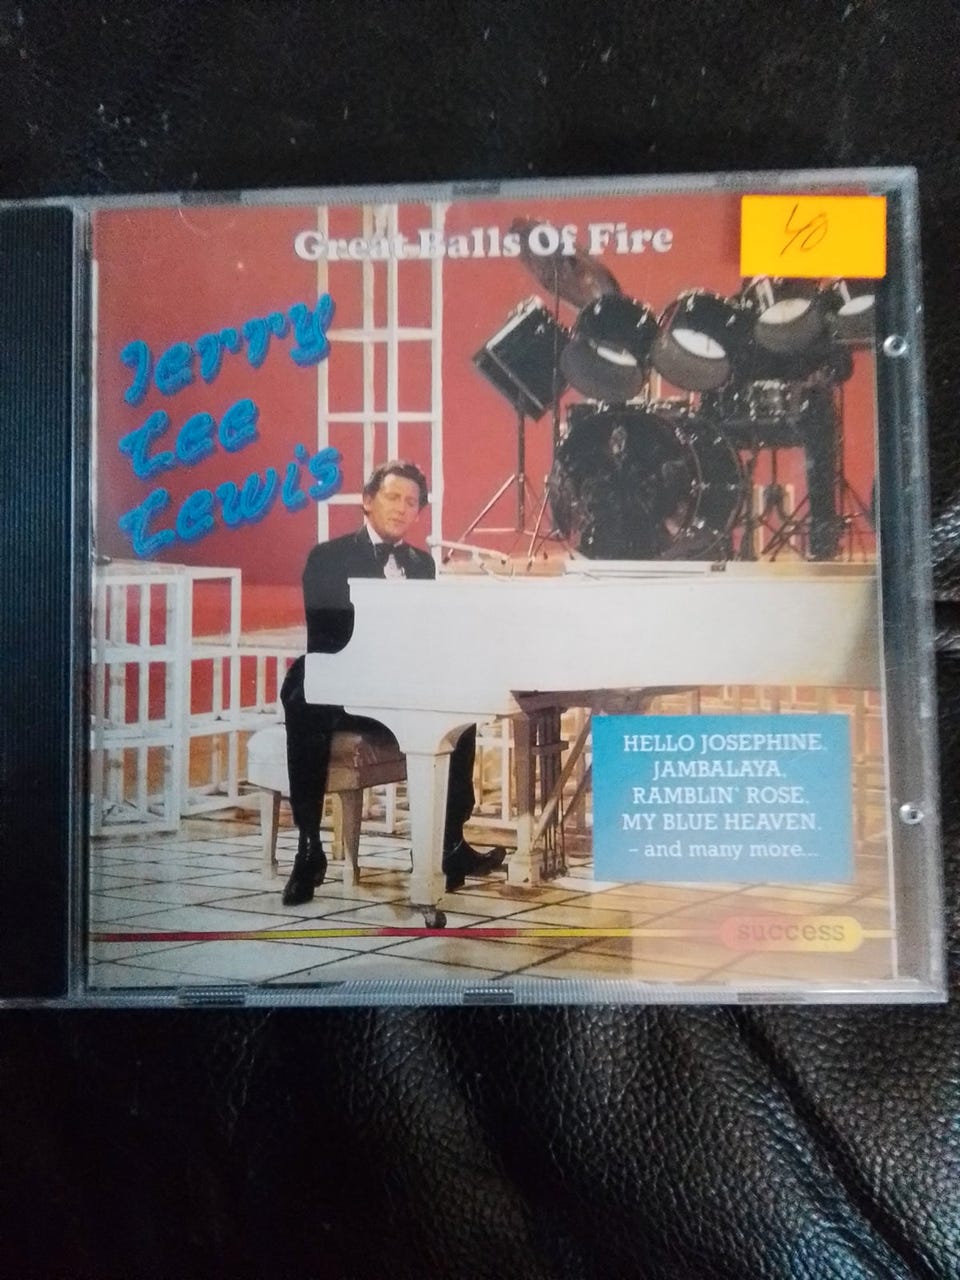 Great Balls Of Fire
40
Jerry
Lee
Lewis
HELLO JOSEPHINE,
JAMBALAYA,
RAMBLIN' ROSE,
MY BLUE HEAVEN,
– and many more...
success